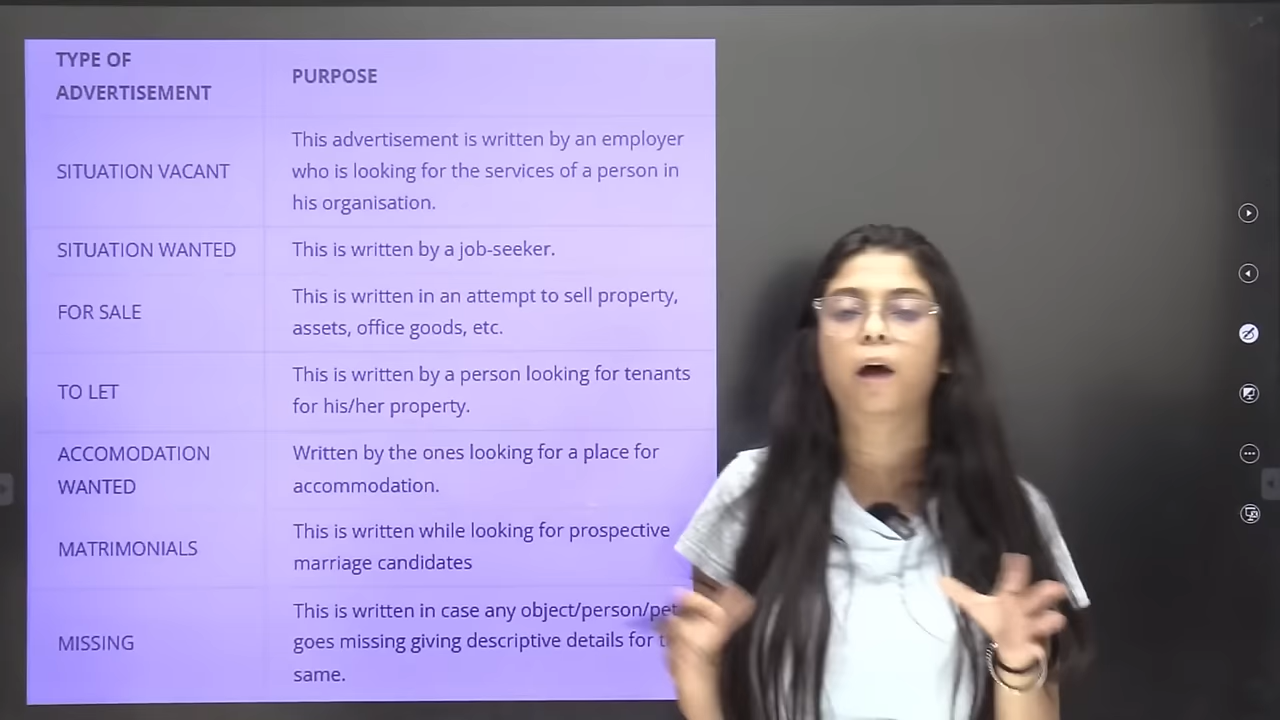 TYPE OF
ADVERTISEMENT
PURPOSE
SITUATION VACANT
This advertisement is written by an employer
who is looking for the services of a person in
his organisation.
SITUATION WANTED
This is written by a job-seeker.
FOR SALE
This is written in an attempt to sell property,
assets, office goods, etc.
TO LET
This is written by a person looking for tenants
for his/her property.
ACCOMODATION
WANTED
Written by the ones looking for a place for
accommodation.
MATRIMONIALS
This is written while looking for prospective
marriage candidates
MISSING
This is written in case any object/person/pet
goes missing giving descriptive details for
same.